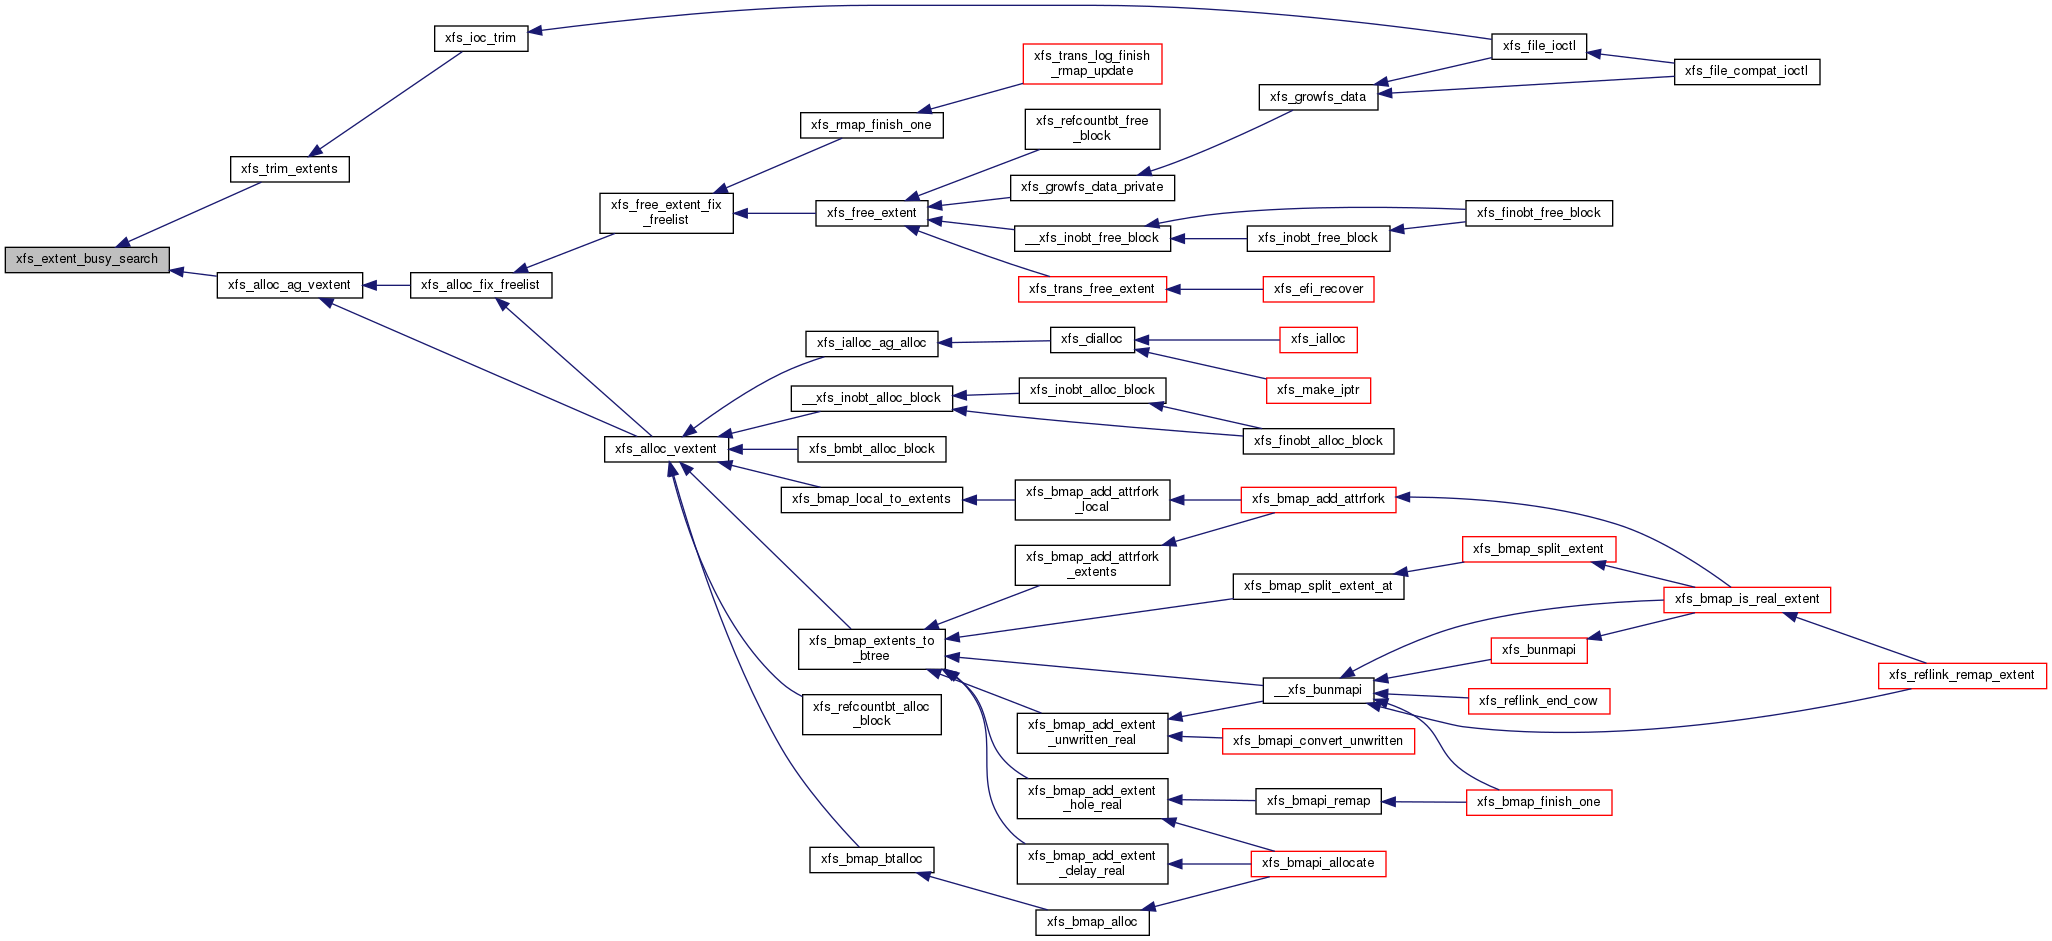 xfs_ioc_trim
xfs_file_ioctl
xfs_trans_log_finish
_rmap_update
xfs_file_compat_ioctl
xfs_growfs_data
xfs_rmap_finish_one
xfs_refcountbt_free
_block
xfs_trim_extents
xfs_growfs_data_private
xfs_free_extent_fix
_freelist
xfs_free_extent
xfs_finobt_free_block
__xfs_inobt_free_block
xfs_inobt_free_block
xfs_extent_busy_search
xfs_alloc_ag_vextent
xfs_alloc_fix_freelist
xfs_trans_free_extent
xfs_efi_recover
xfs_ialloc_ag_alloc
xfs_dialloc
xfs_ialloc
xfs_make_iptr
__xfs_inobt_alloc_block
xfs_inobt_alloc_block
xfs_finobt_alloc_block
xfs_alloc_vextent
xfs_bmbt_alloc_block
xfs_bmap_local_to_extents
xfs_bmap_add_attrfork
_local
xfs_bmap_add_attrfork
xfs_bmap_add_attrfork
_extents
xfs_bmap_split_extent
xfs_bmap_split_extent_at
xfs_bmap_is_real_extent
xfs_bmap_extents_to
_btree
xfs_bunmapi
xfs_reflink_remap_extent
__xfs_bunmapi
xfs_reflink_end_cow
xfs_refcountbt_alloc
_block
xfs_bmap_add_extent
_unwritten_real
xfs_bmapi_convert_unwritten
xfs_bmap_add_extent
_hole_real
xfs_bmapi_remap
xfs_bmap_finish_one
xfs_bmap_btalloc
xfs_bmap_add_extent
_delay_real
xfs_bmapi_allocate
xfs_bmap_alloc